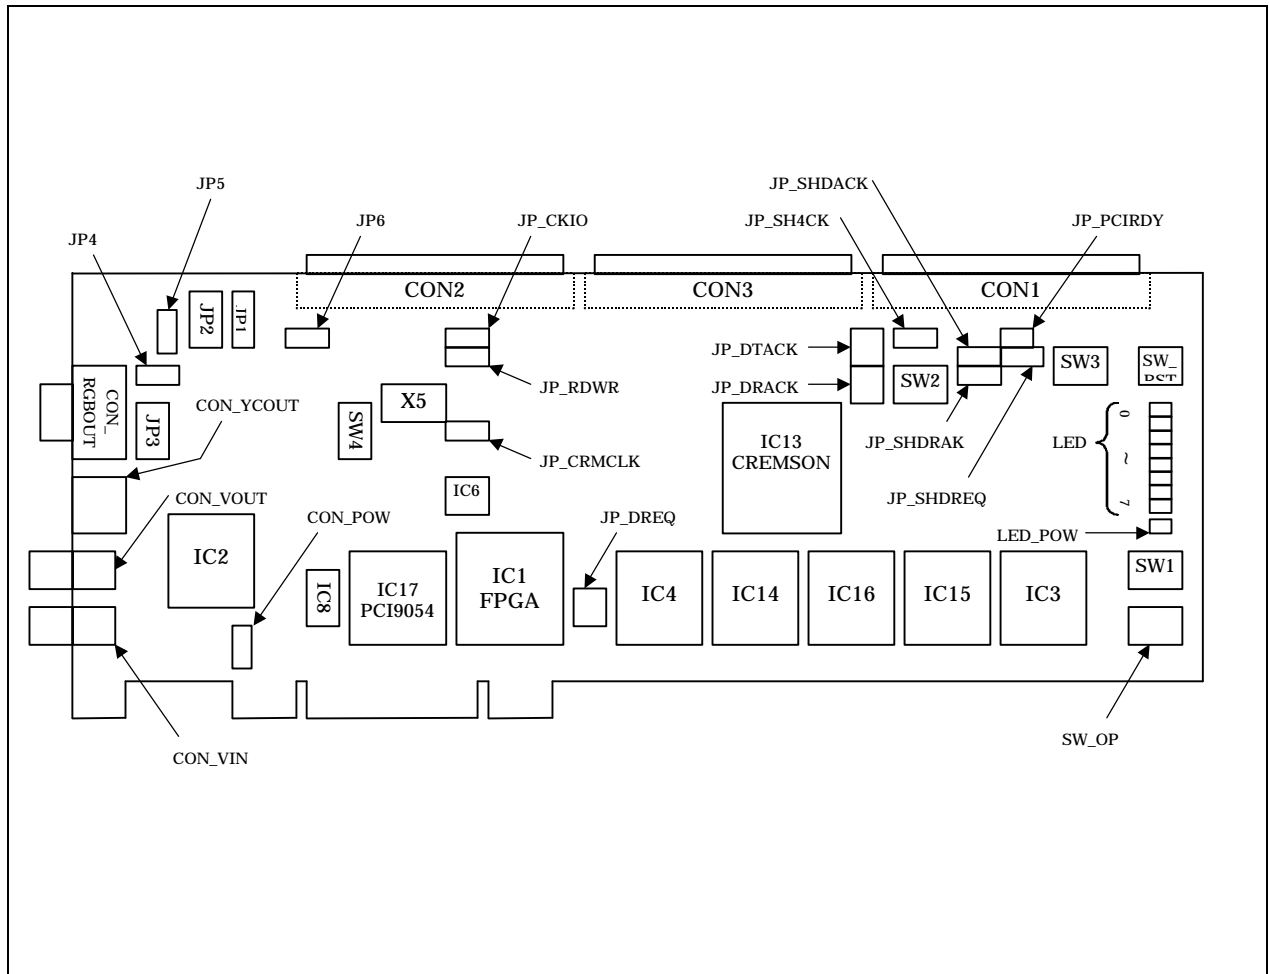 JP5
JP_SHDACK
JP6
JP_CKIO
JP_SH4CK
JP_PCIRDY
JP4
CON2
CON3
CON1
JP2
JP1
JP_DTACK
SW3
SW_
RST
JP_DRACK
SW2
JP_RDWR
CON_
RGBOUT
CON_YCOUT
X5
JP3
SW4
0
~
7
LED
IC13
CREMSON
JP_SHDRAK
JP_CRMCLK
IC6
JP_SHDREQ
CON_VOUT
CON_POW
JP_DREQ
LED_POW
IC2
SW1
IC8
IC17
PCI9054
IC1
FPGA
IC4
IC14
IC16
IC15
IC3
SW_OP
CON_VIN